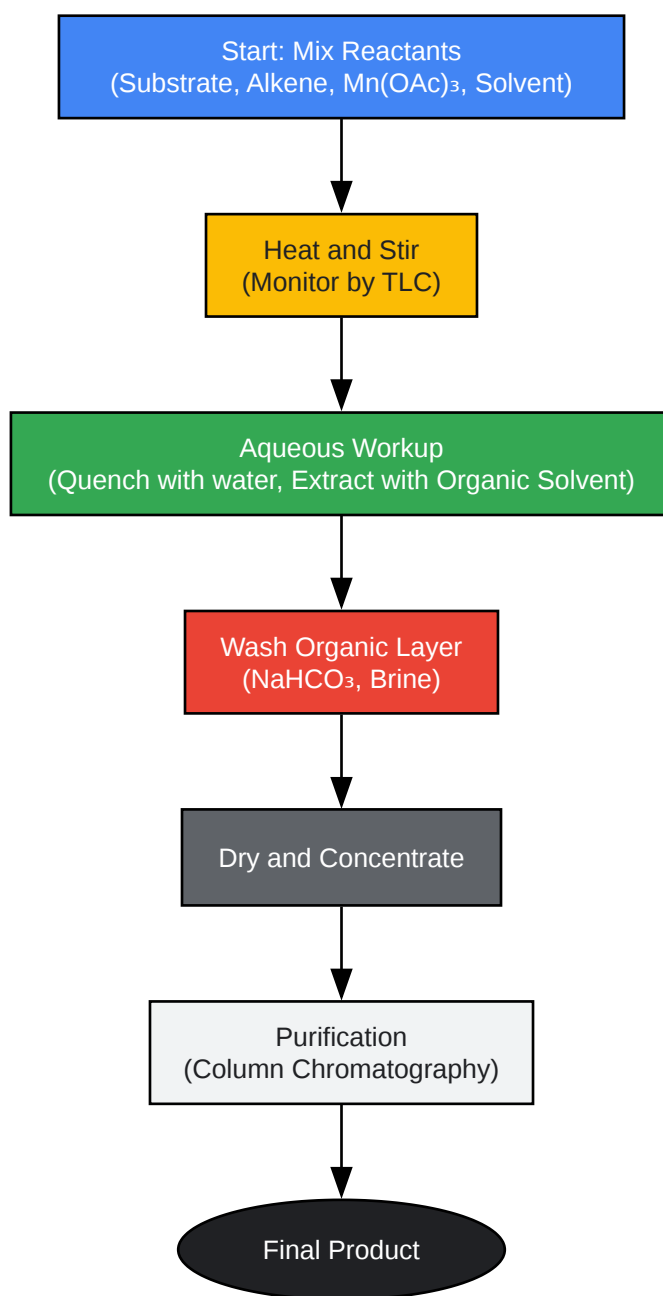 Start: Mix Reactants
(Substrate, Alkene, Mn(OAc)₃, Solvent)
Heat and Stir
(Monitor by TLC)
Aqueous Workup
(Quench with water, Extract with Organic Solvent)
Wash Organic Layer
(NaHCO₃, Brine)
Dry and Concentrate
Purification
(Column Chromatography)
Final Product